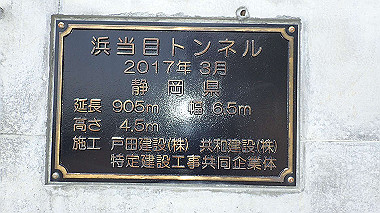 浜当目トンネル
2017年 3月
静岡県
延長 905m 幅 6.5m
高さ 4.5m
施工 戸田建設(株) 共和建設(株)
特定建設工事共同企業体